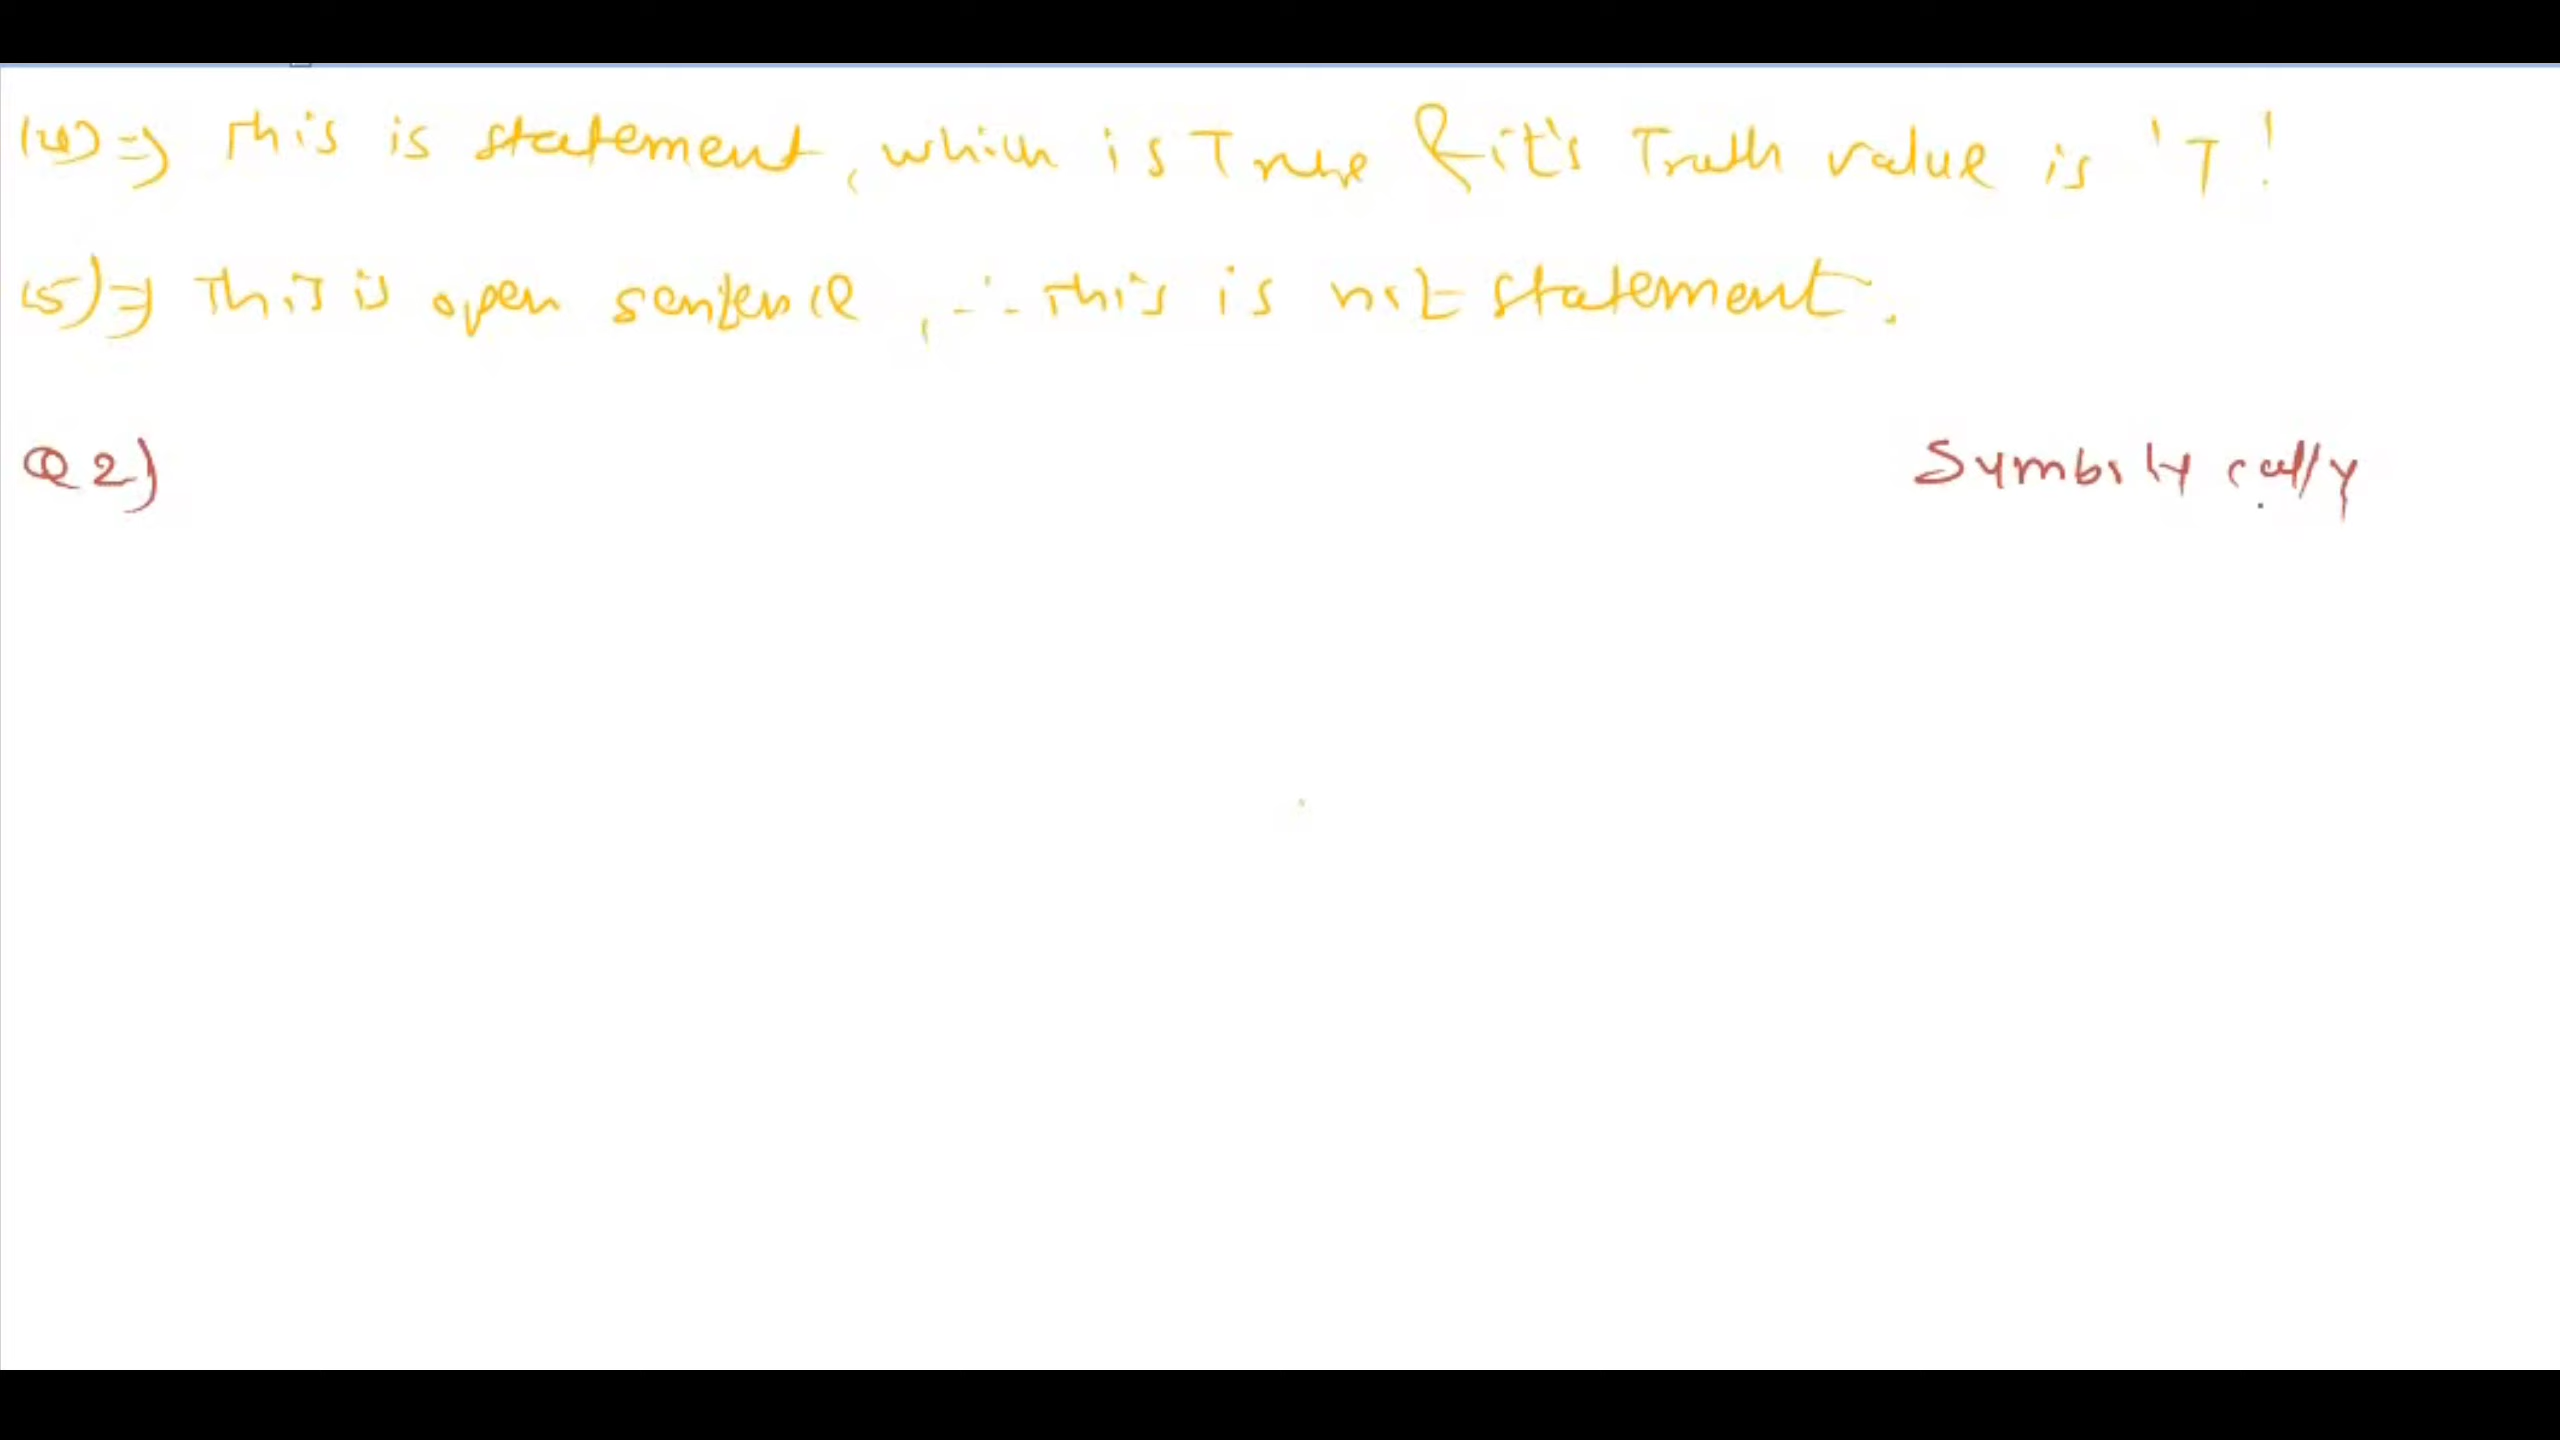 (4) ⇒ This is statement, which is True & it's Truth value is 'T'.
(5) ⇒ This is open sentence, ∴ this is not statement.
Q 2) Symbolically